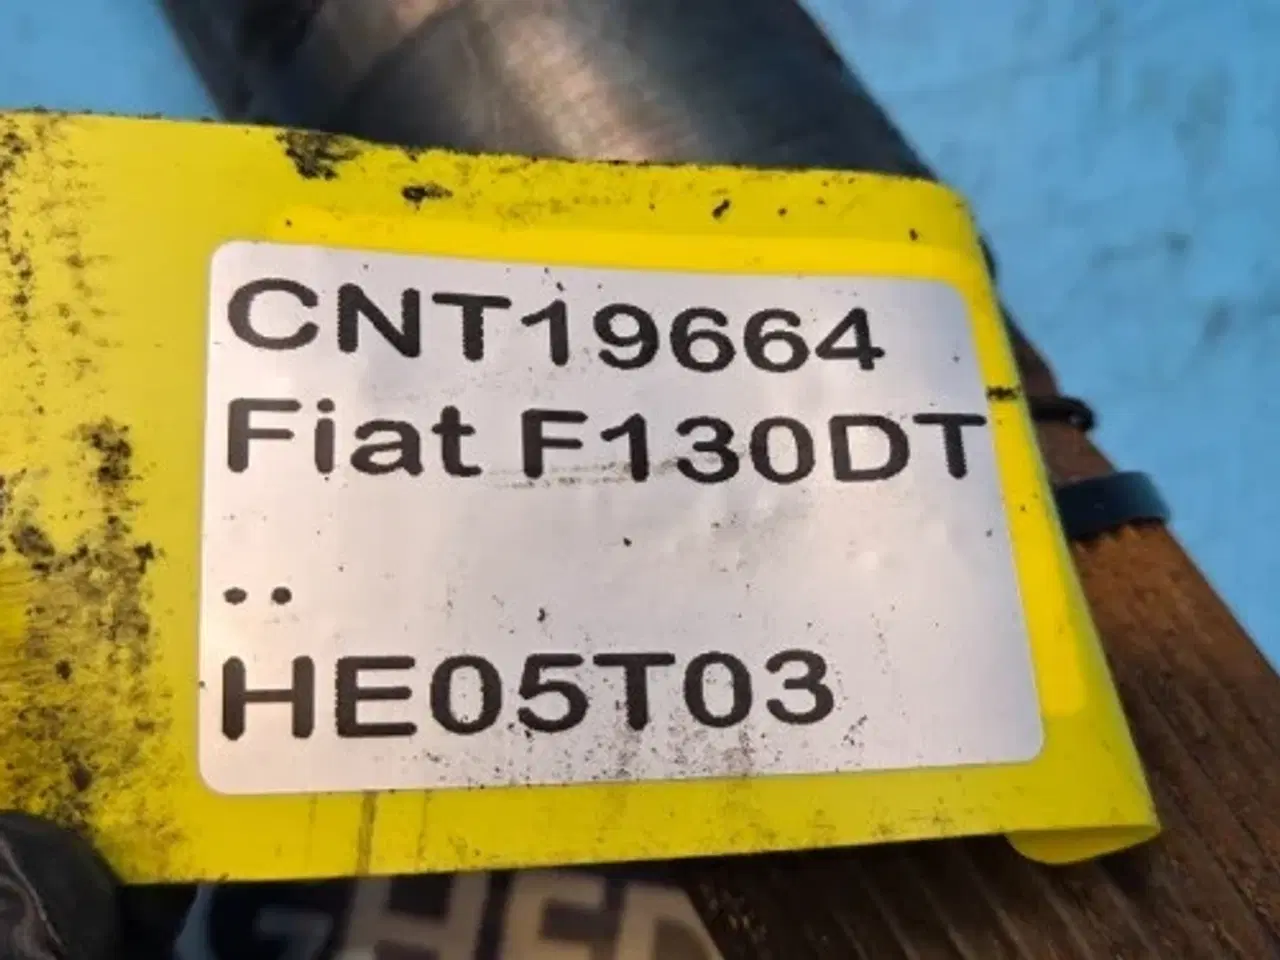 CNT19664
Fiat F130DT
..
HE05T03